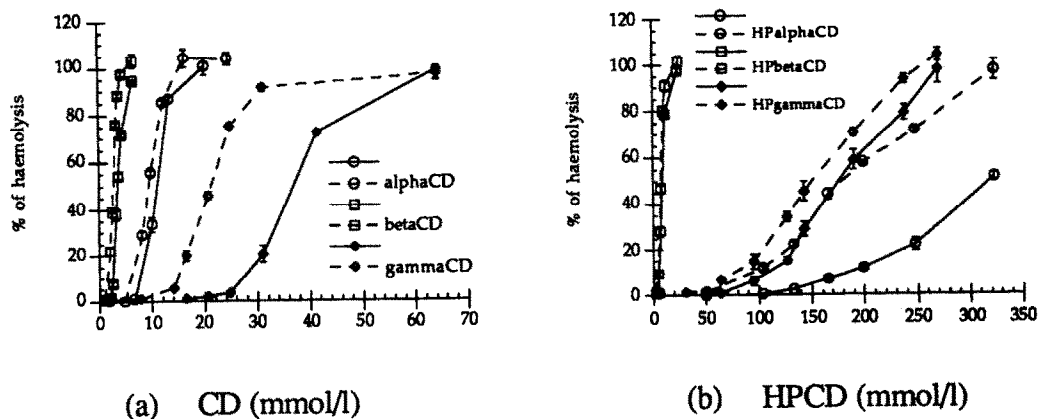 120
100
80
60
40
20
0
% of haemolysis
0 10 20 30 40 50 60 70
alphaCD
betaCD
gammaCD
(a) CD (mmol/l)
120
100
80
60
40
20
0
% of haemolysis
0 50 100 150 200 250 300 350
HPalphaCD
HPbetaCD
HPgammaCD
(b) HPCD (mmol/l)